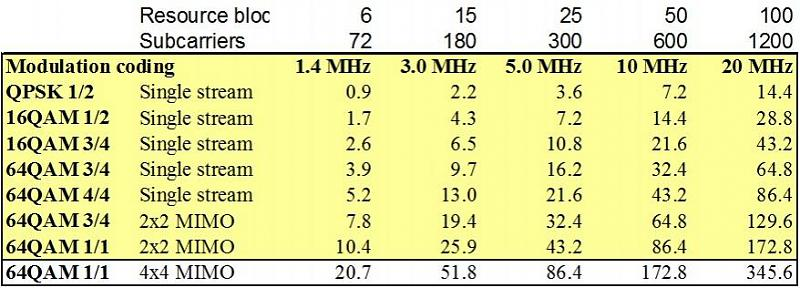 Resource bloc 6 15 25 50 100
Subcarriers 72 180 300 600 1200
Modulation coding 1.4 MHz 3.0 MHz 5.0 MHz 10 MHz 20 MHz
QPSK 1/2 Single stream 0.9 2.2 3.6 7.2 14.4
16QAM 1/2 Single stream 1.7 4.3 7.2 14.4 28.8
16QAM 3/4 Single stream 2.6 6.5 10.8 21.6 43.2
64QAM 3/4 Single stream 3.9 9.7 16.2 32.4 64.8
64QAM 4/4 Single stream 5.2 13.0 21.6 43.2 86.4
64QAM 3/4 2x2 MIMO 7.8 19.4 32.4 64.8 129.6
64QAM 1/1 2x2 MIMO 10.4 25.9 43.2 86.4 172.8
64QAM 1/1 4x4 MIMO 20.7 51.8 86.4 172.8 345.6